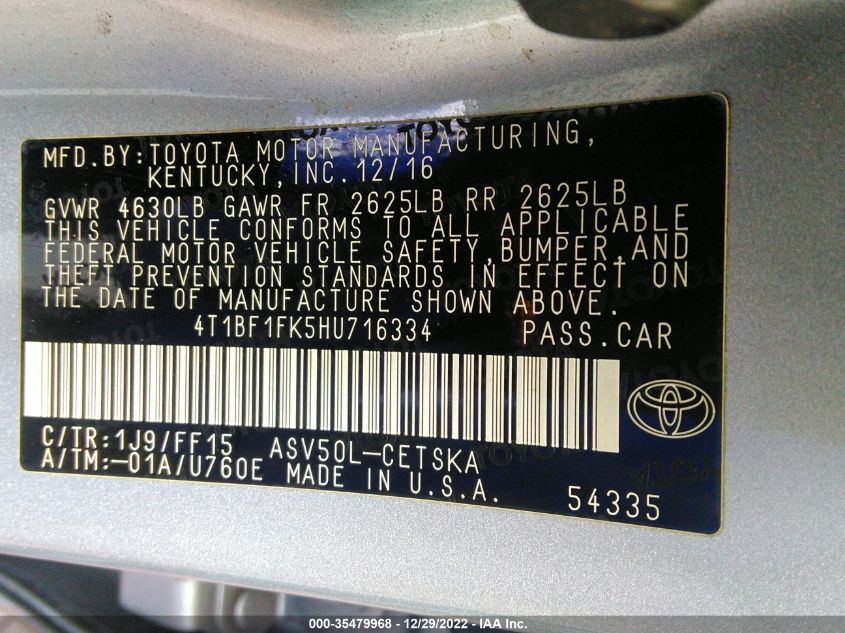 MFD.BY:TOYOTA MOTOR MANUFACTURING,
KENTUCKY,INC.12/16
GVWR 4630LB GAWR FR 2625LB RR 2625LB
THIS VEHICLE CONFORMS TO ALL APPLICABLE
FEDERAL MOTOR VEHICLE SAFETY,BUMPER,AND
THEFT PREVENTION STANDARDS IN EFFECT ON
THE DATE OF MANUFACTURE SHOWN ABOVE.
4T1BF1FK5HU716334 PASS.CAR
C/TR:1J9/FF15 ASV50L-CETSKA
A/TM:-01A/U760E MADE IN U.S.A.
54335
000-35479968 - 12/29/2022 - IAA Inc.